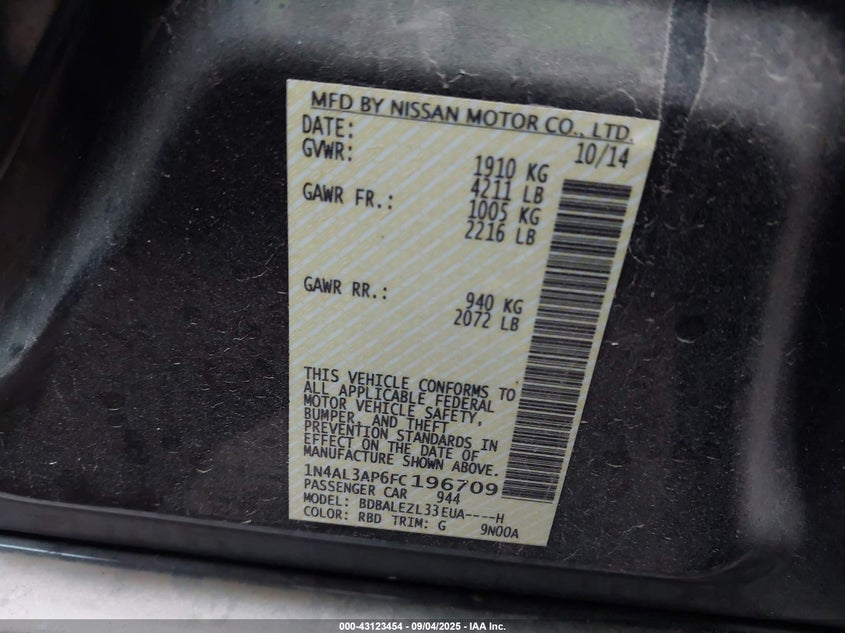 MFD BY NISSAN MOTOR CO., LTD.
DATE: 10/14
GVWR: 1910 KG
4211 LB
GAWR FR.: 1005 KG
2216 LB
GAWR RR.: 940 KG
2072 LB
THIS VEHICLE CONFORMS TO
ALL APPLICABLE FEDERAL
MOTOR VEHICLE SAFETY,
BUMPER, AND THEFT
PREVENTION STANDARDS IN
EFFECT ON THE DATE OF
MANUFACTURE SHOWN ABOVE.
1N4AL3AP6FC196709
PASSENGER CAR 944
MODEL: BDBALEZL33EUA----H
COLOR: RBD TRIM: G 9N00A
000-43123454 - 09/04/2025 - IAA Inc.